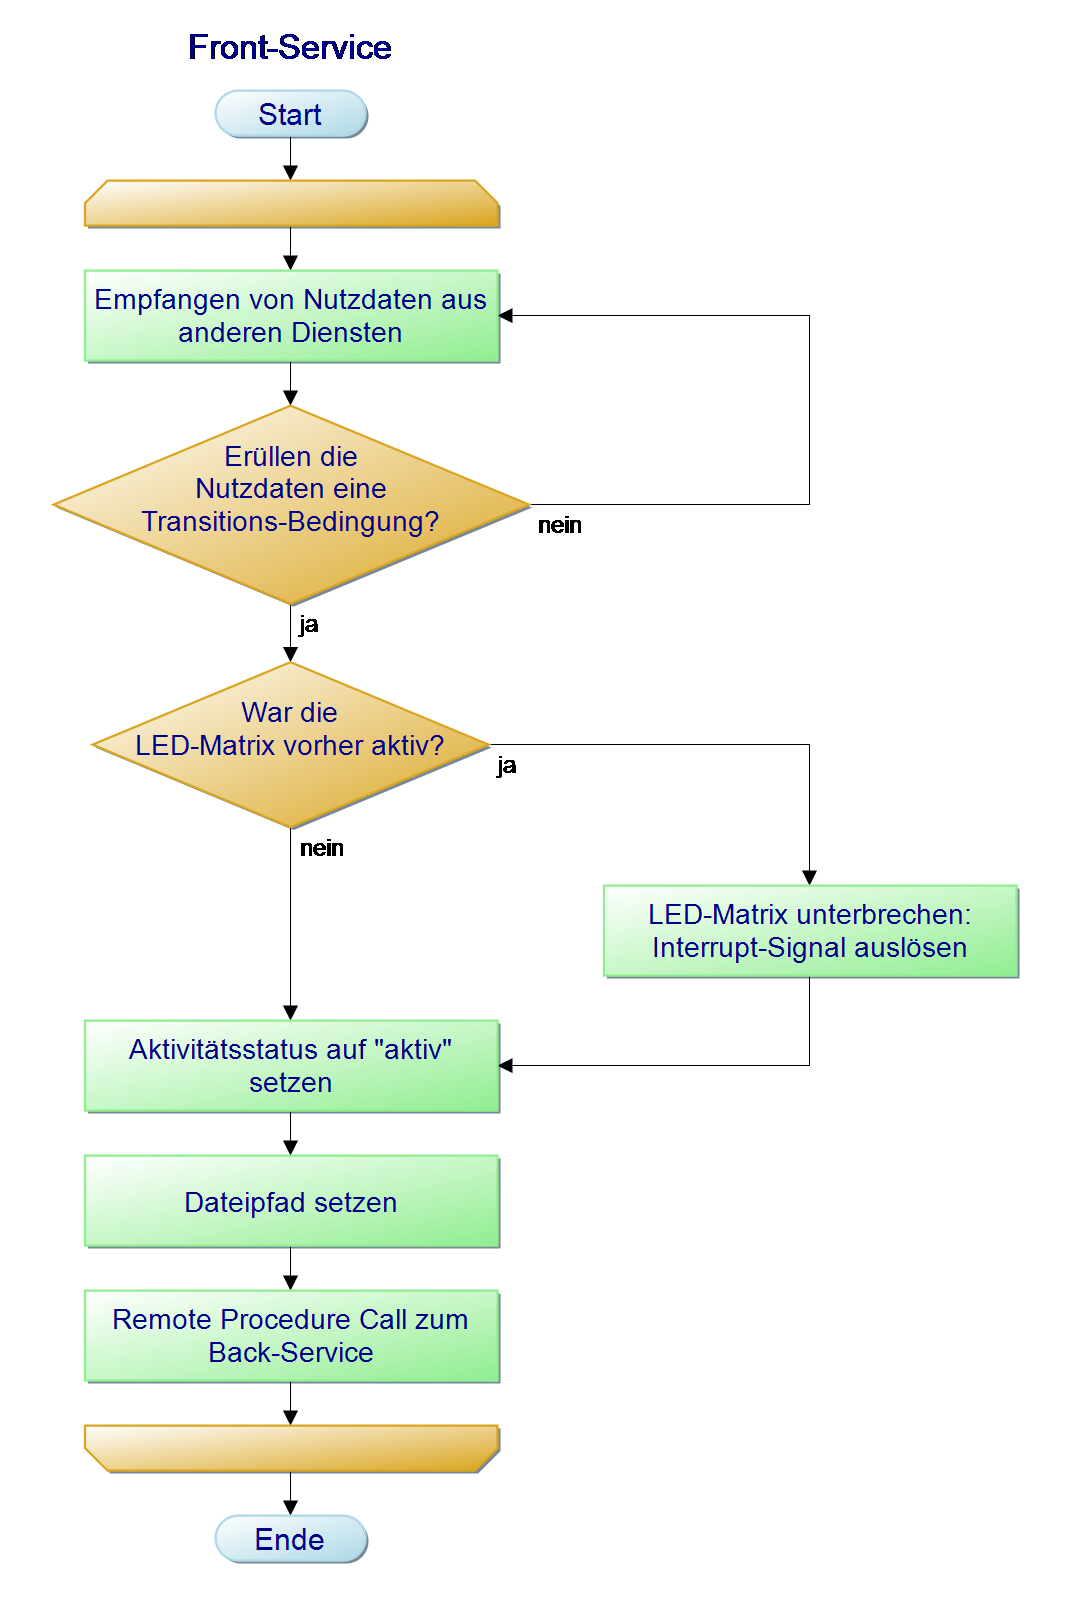 Front-Service
Start
Empfangen von Nutzdaten aus
anderen Diensten
Erüllen die
Nutzdaten eine
Transitions-Bedingung?
nein
ja
War die
LED-Matrix vorher aktiv?
ja
nein
LED-Matrix unterbrechen:
Interrupt-Signal auslösen
Aktivitätsstatus auf "aktiv"
setzen
Dateipfad setzen
Remote Procedure Call zum
Back-Service
Ende